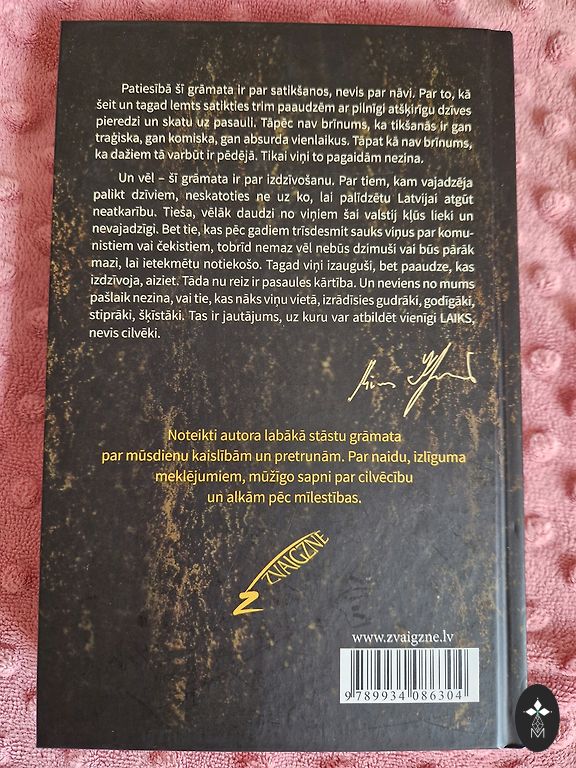 Patiesībā šī grāmata ir par satikšanos, nevis par nāvi. Par to, kā
šeit un tagad lemts satikties trim paaudzēm ar pilnīgi atšķirīgu dzīves
pieredzi un skatu uz pasauli. Tāpēc nav brīnums, ka tikšanās ir gan
traģiska, gan komiska, gan absurda vienlaikus. Tāpat kā nav brīnums,
ka dažiem tā varbūt ir pēdējā. Tikai viņi to pagaidām nezina.
Un vēl – šī grāmata ir par izdzīvošanu. Par tiem, kam vajadzēja
palikt dzīviem, neskatoties ne uz ko, lai palīdzētu Latvijai atgūt
neatkarību. Tieša, vēlāk daudzi no viņiem šai valstij kļūs lieki un
nevajadzīgi. Bet tie, kas pēc gadiem trīsdesmit sauks viņus par komu-
nistiem vai čekistiem, tobrīd nemaz vēl nebūs dzimuši vai būs pārāk
mazi, lai ietekmētu notiekošo. Tagad viņi izauguši, bet paaudze, kas
izdzīvoja, aiziet. Tāda nu reiz ir pasaules kārtība. Un neviens no mums
pašlaik nezina, vai tie, kas nāks viņu vietā, izrādīsies gudrāki, godīgāki,
stiprāki, šķīstāki. Tas ir jautājums, uz kuru var atbildēt vienīgi LAIKS,
nevis cilvēki.
Noteikti autora labākā stāstu grāmata
par mūsdienu kaislībām un pretrunām. Par naidu, izlīguma
meklējumiem, mūžīgo sapni par cilvēcību
un alkām pēc mīlestības.
ZVAIGZNE
www.zvaigzne.lv
9 789934 086304